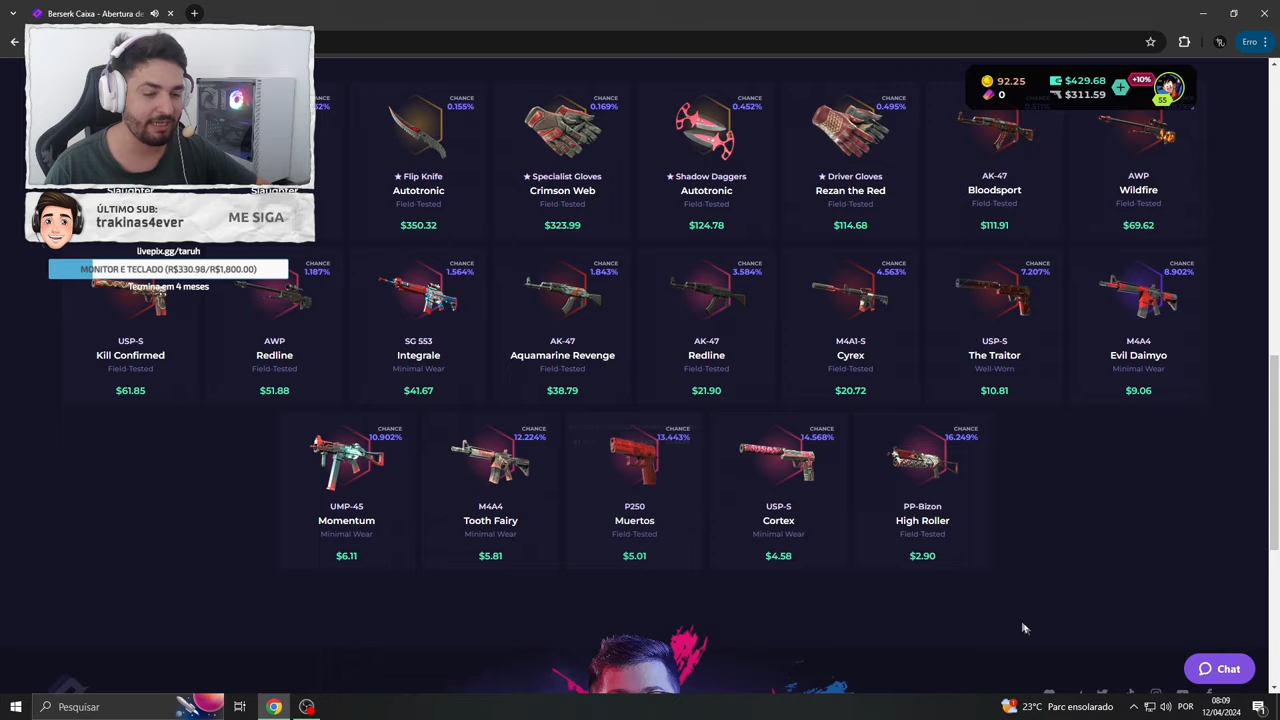 Berserk Caixa - Abertura de
Erro
92.25
$429.68
+10%
0
$311.59
55
CHANCE
0.155%
CHANCE
0.169%
CHANCE
0.452%
CHANCE
0.495%
★ Flip Knife
Autotronic
Field-Tested
$350.32
★ Specialist Gloves
Crimson Web
Field-Tested
$323.99
★ Shadow Daggers
Autotronic
Field-Tested
$124.78
★ Driver Gloves
Rezan the Red
Field-Tested
$114.68
AK-47
Bloodsport
Field-Tested
$111.91
AWP
Wildfire
Field-Tested
$69.62
Slaughter
Slaughter
ÚLTIMO SUB:
trakinas4ever
ME SIGA
livepix.gg/taruh
MONITOR E TECLADO (R$330.98/R$1,800.00)
Termina em 4 meses
USP-S
Kill Confirmed
Field-Tested
$61.85
CHANCE
1.187%
AWP
Redline
Field-Tested
$51.88
CHANCE
1.564%
SG 553
Integrale
Minimal Wear
$41.67
CHANCE
1.843%
AK-47
Aquamarine Revenge
Field-Tested
$38.79
CHANCE
3.584%
AK-47
Redline
Field-Tested
$21.90
CHANCE
4.563%
M4A1-S
Cyrex
Field-Tested
$20.72
CHANCE
7.207%
USP-S
The Traitor
Well-Worn
$10.81
CHANCE
8.902%
M4A4
Evil Daimyo
Minimal Wear
$9.06
CHANCE
10.902%
UMP-45
Momentum
Minimal Wear
$6.11
CHANCE
12.224%
M4A4
Tooth Fairy
Minimal Wear
$5.81
CHANCE
13.443%
P250
Muertos
Field-Tested
$5.01
CHANCE
14.568%
USP-S
Cortex
Minimal Wear
$4.58
CHANCE
16.249%
PP-Bizon
High Roller
Field-Tested
$2.90
Chat
Pesquisar
23°C Parc ensolarado
POR
08:09
12/04/2024